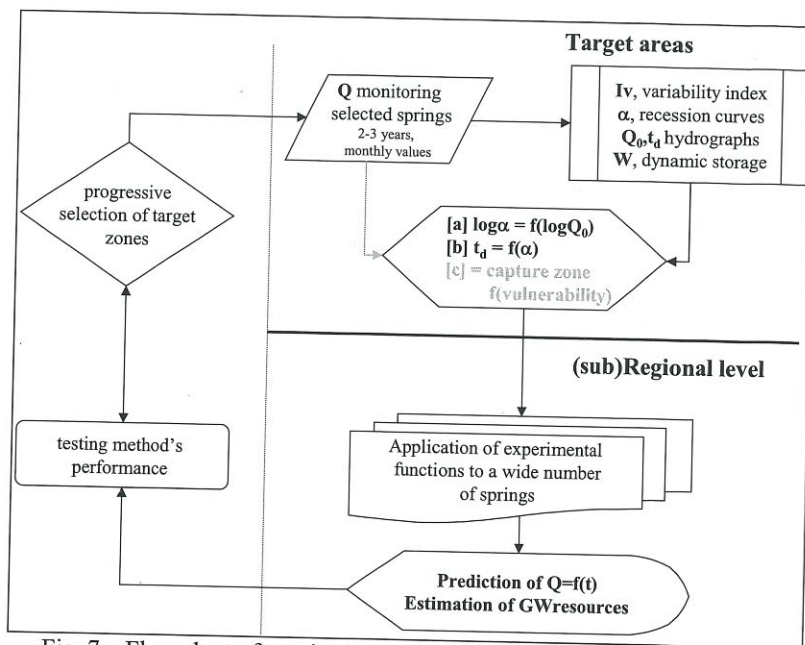 Target areas
Q monitoring
selected springs
2-3 years,
monthly values
Iv, variability index
α, recession curves
Q₀,t_d hydrographs
W, dynamic storage
progressive
selection of target
zones
[a] logα = f(logQ₀)
[b] t_d = f(α)
[c] = capture zone
f(vulnerability)
(sub)Regional level
testing method's
performance
Application of experimental
functions to a wide number
of springs
Prediction of Q=f(t)
Estimation of GWresources